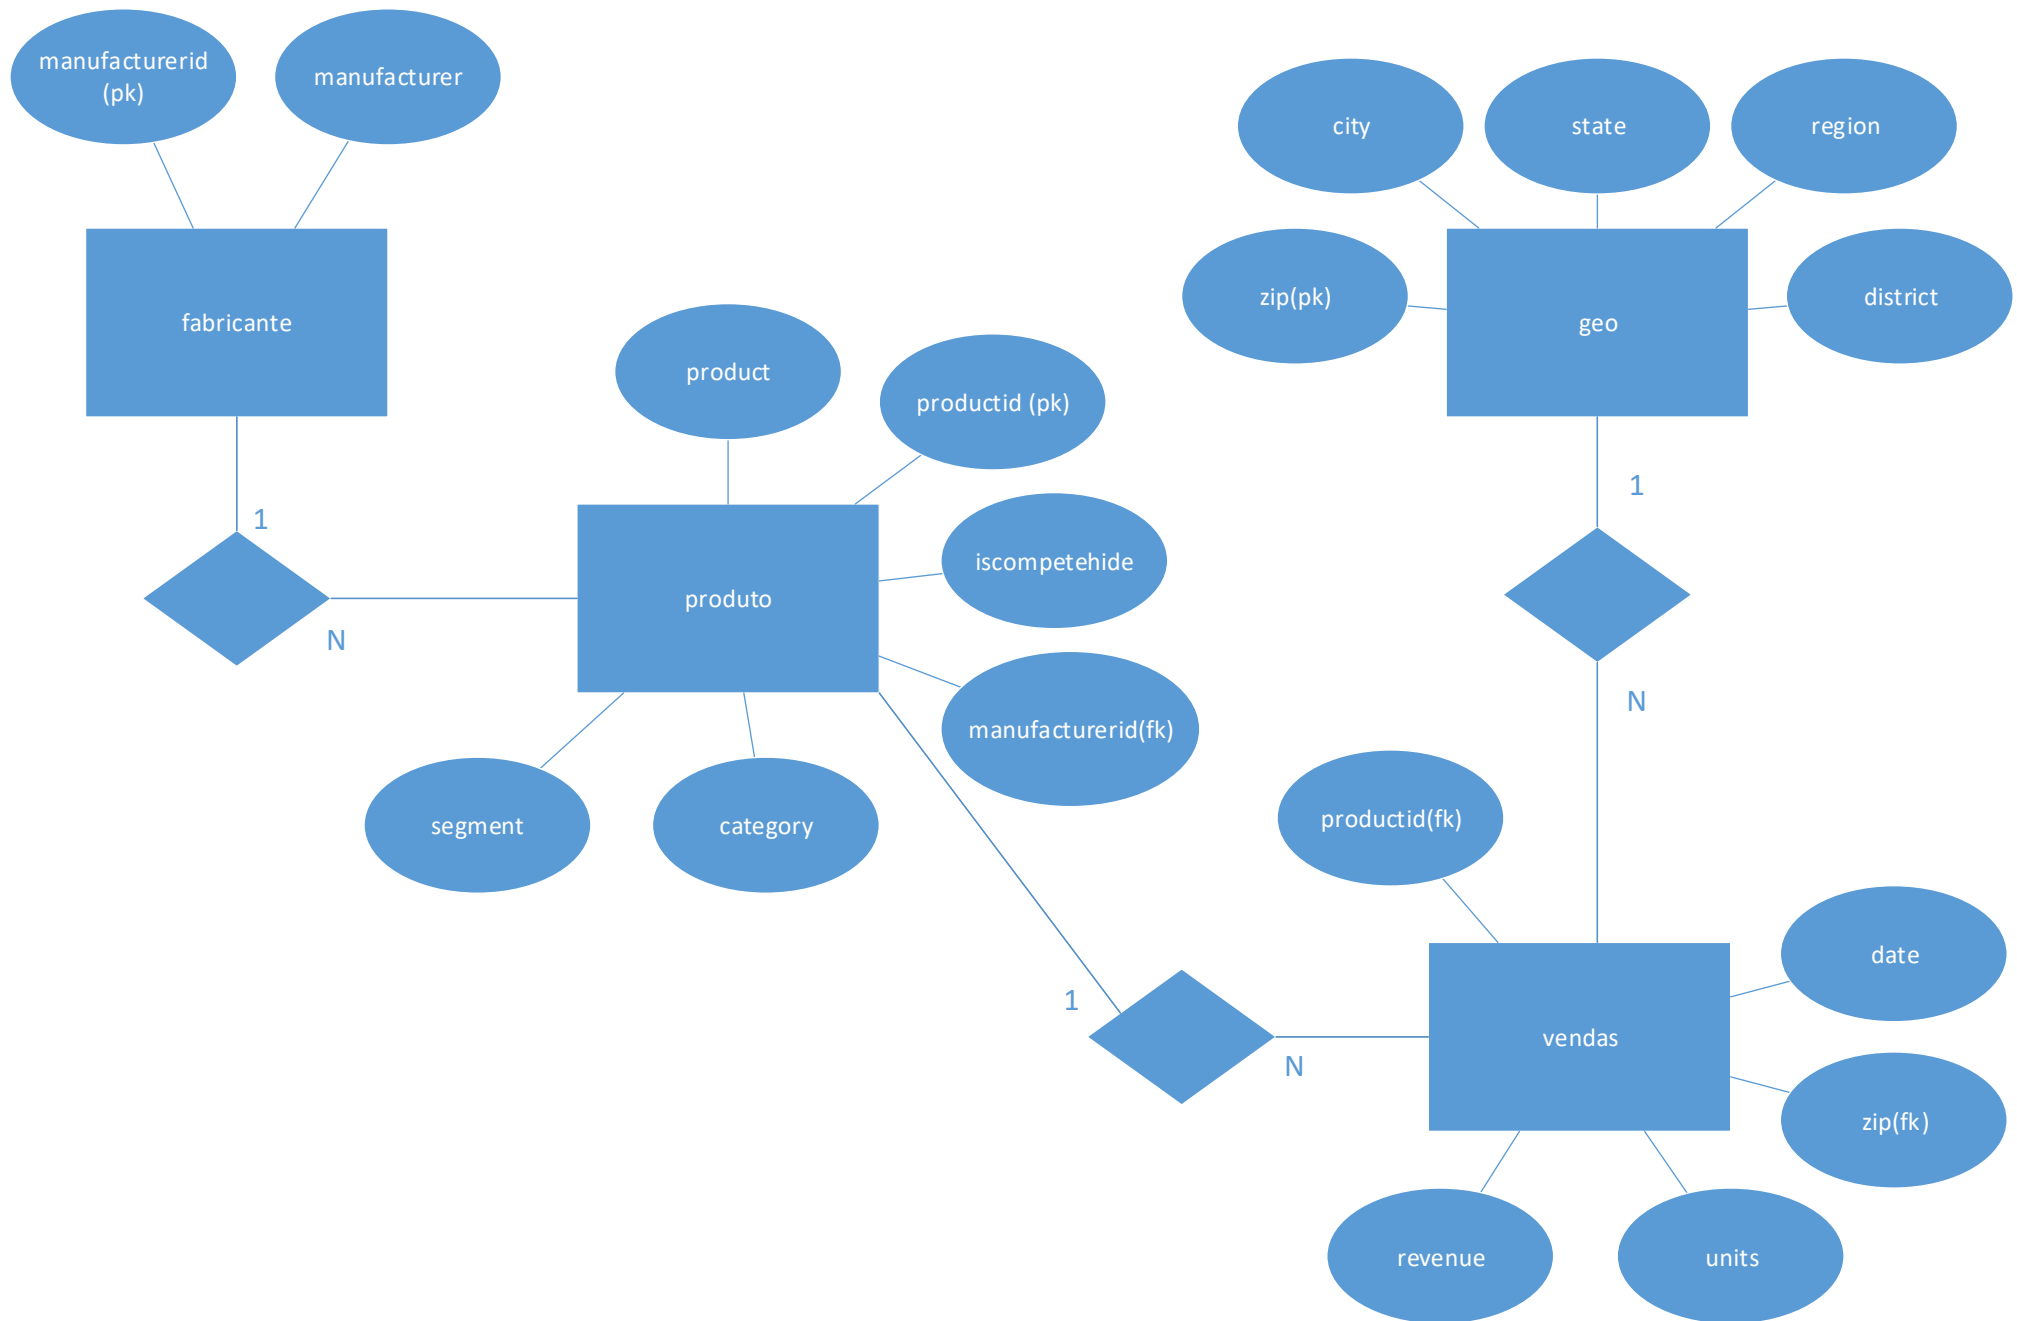 manufacturerid
(pk)
manufacturer
city
state
region
zip(pk)
geo
district
fabricante
product
productid (pk)
1
1
iscompetehide
produto
N
N
manufacturerid(fk)
segment
category
productid(fk)
date
1
vendas
N
zip(fk)
revenue
units